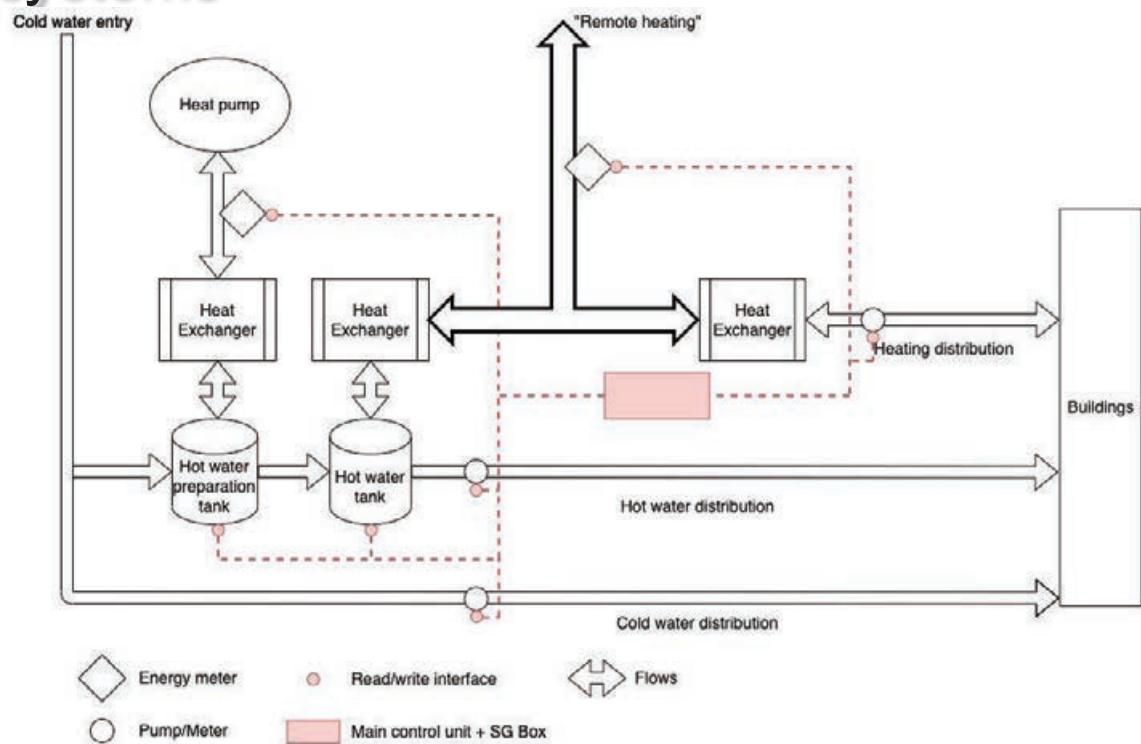 Cold water entry
"Remote heating"
Heat pump
Heat
Exchanger
Heat
Exchanger
Heat
Exchanger
Heating distribution
Buildings
Hot water
preparation
tank
Hot water
tank
Hot water distribution
Cold water distribution
Energy meter
Read/write interface
Flows
Pump/Meter
Main control unit + SG Box